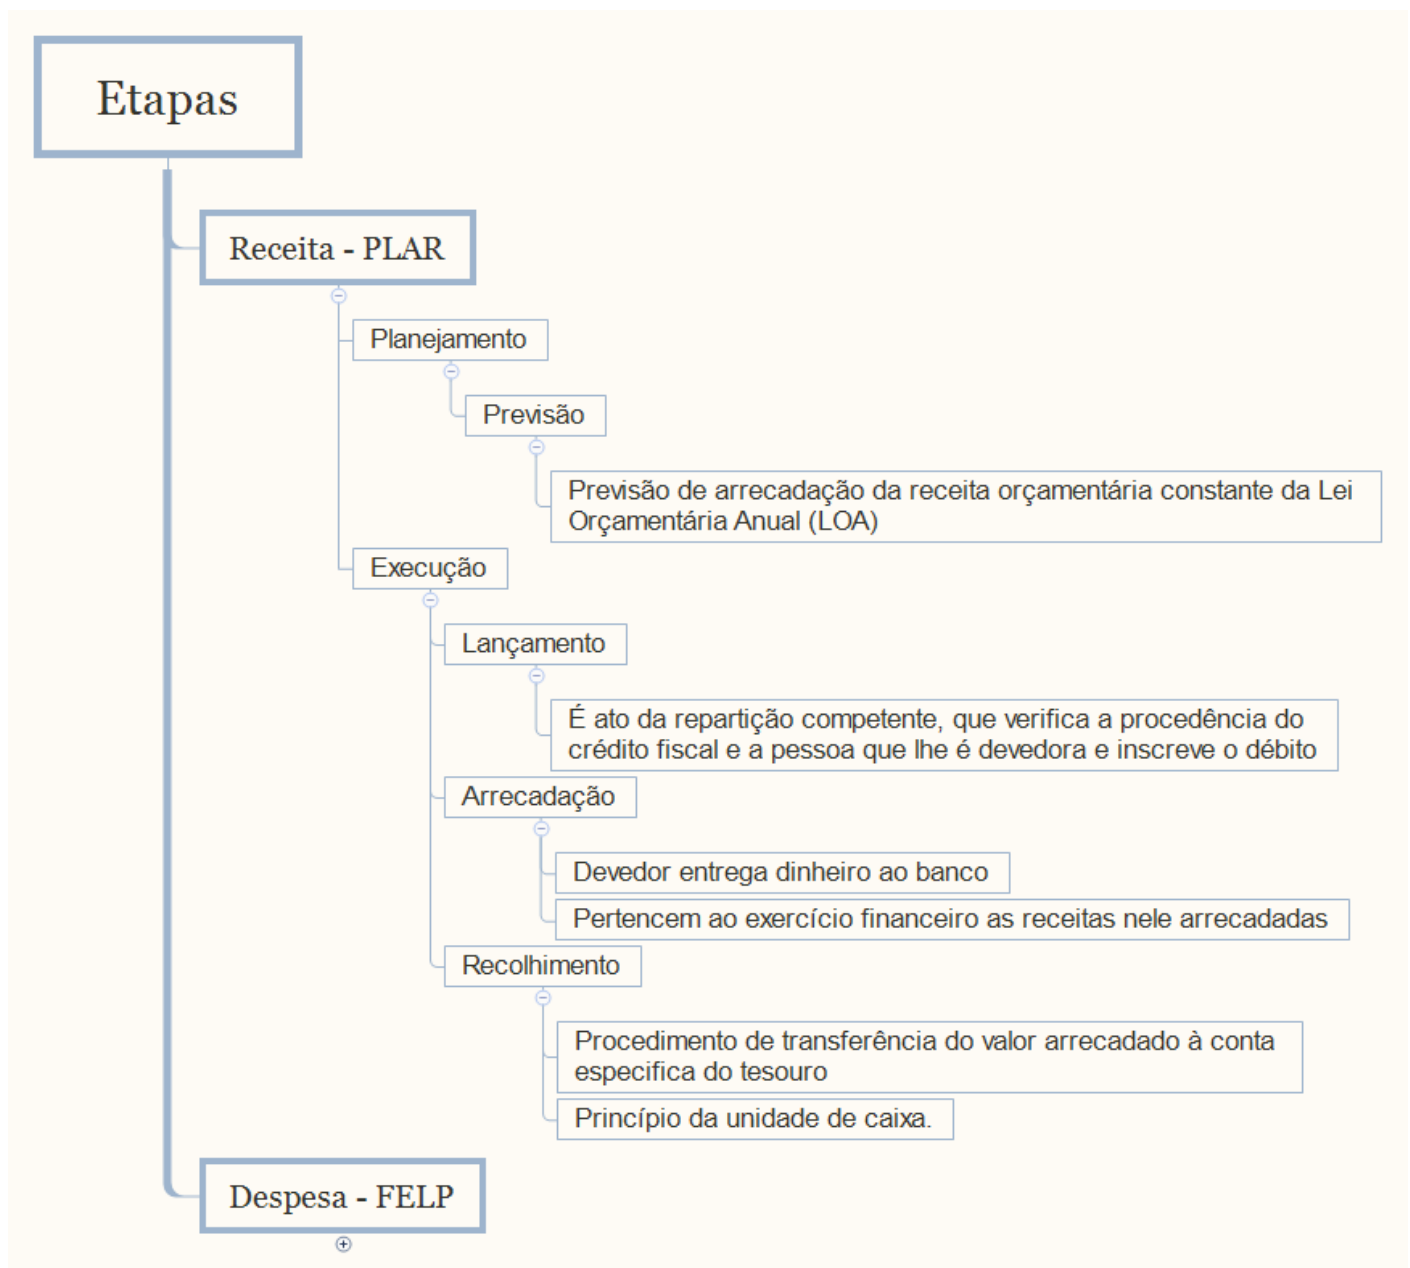 Etapas
Receita - PLAR
Planejamento
Previsão
Previsão de arrecadação da receita orçamentária constante da Lei
Orçamentária Anual (LOA)
Execução
Lançamento
É ato da repartição competente, que verifica a procedência do
crédito fiscal e a pessoa que lhe é devedora e inscreve o débito
Arrecadação
Devedor entrega dinheiro ao banco
Pertencem ao exercício financeiro as receitas nele arrecadadas
Recolhimento
Procedimento de transferência do valor arrecadado à conta
especifica do tesouro
Princípio da unidade de caixa.
Despesa - FELP